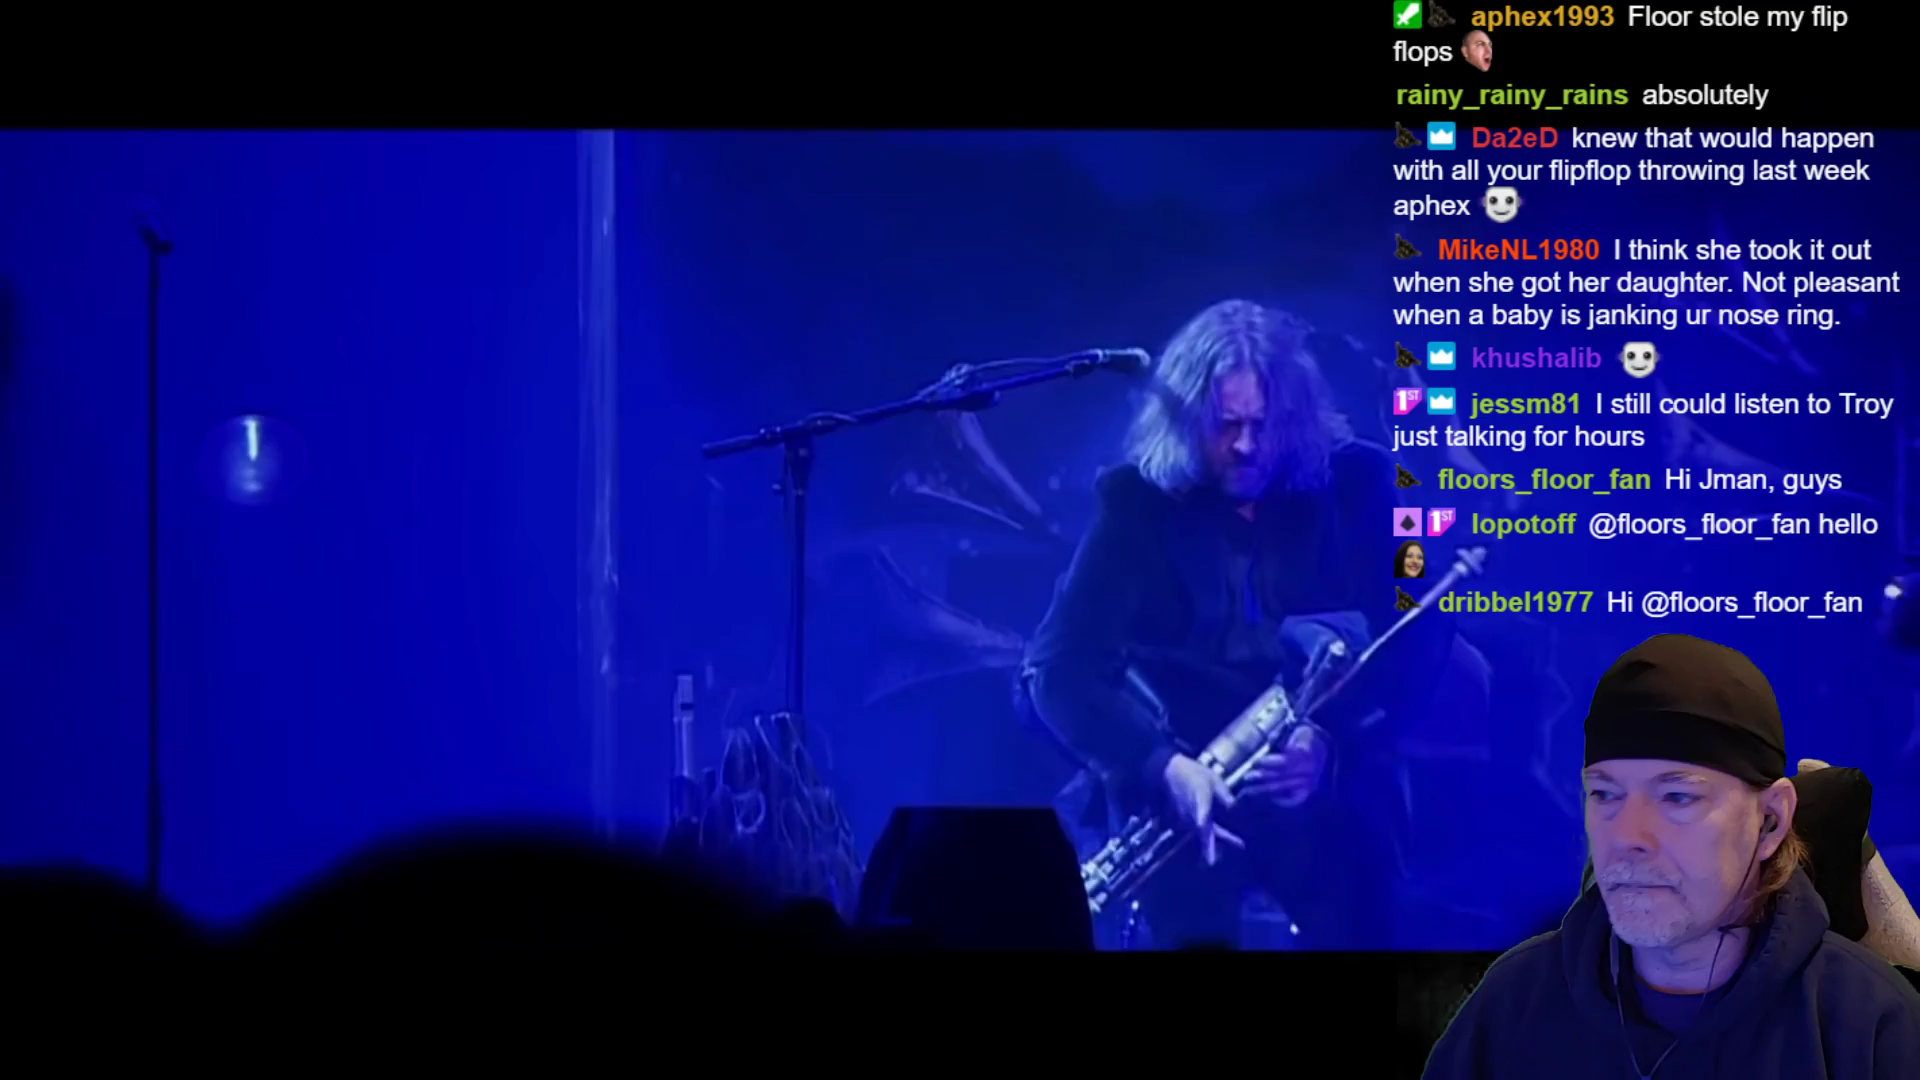 aphex1993 Floor stole my flip
flops
rainy_rainy_rains absolutely
Da2eD knew that would happen
with all your flipflop throwing last week
aphex
MikeNL1980 I think she took it out
when she got her daughter. Not pleasant
when a baby is janking ur nose ring.
khushalib
1ST jessm81 I still could listen to Troy
just talking for hours
floors_floor_fan Hi Jman, guys
1ST lopotoff @floors_floor_fan hello
dribbel1977 Hi @floors_floor_fan